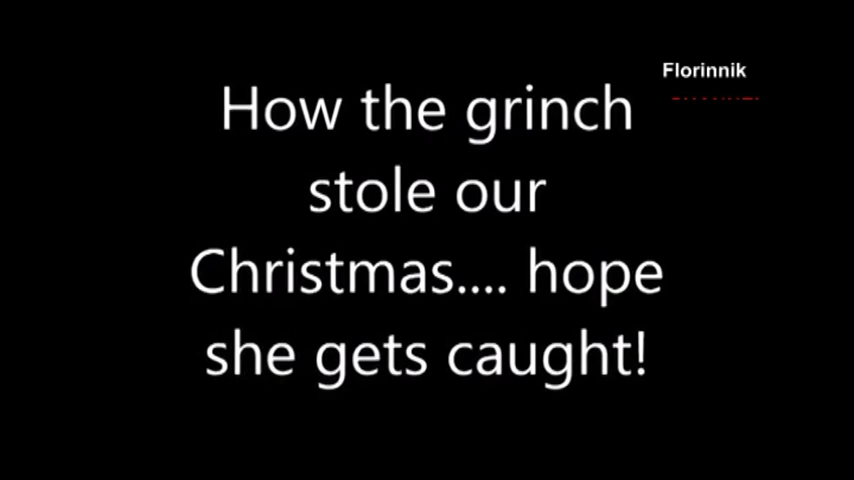 Florinnik
How the grinch
stole our
Christmas.... hope
she gets caught!